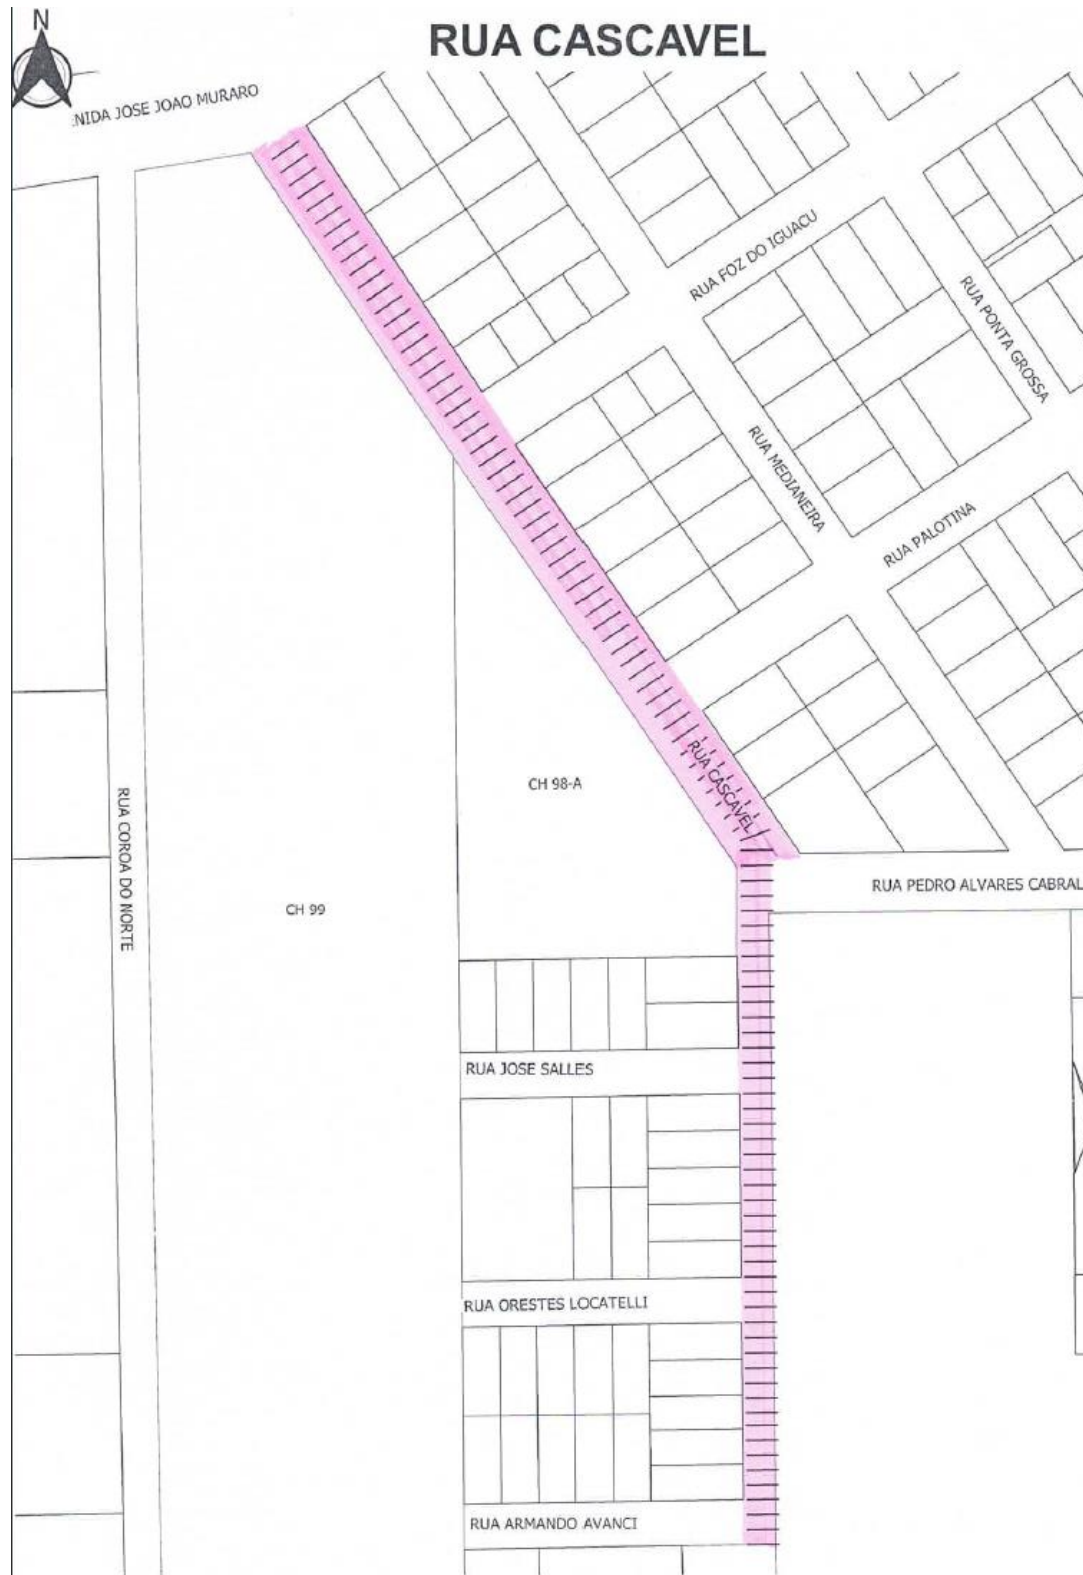 N
RUA CASCAVEL
NIDA JOSE JOAO MURARO
RUA FOZ DO IGUACU
RUA PONTA GROSSA
RUA MEDIANEIRA
RUA PALOTINA
RUA CASCAVEL
CH 98-A
RUA COROA DO NORTE
CH 99
RUA PEDRO ALVARES CABRAL
RUA JOSE SALLES
RUA ORESTES LOCATELLI
RUA ARMANDO AVANCI